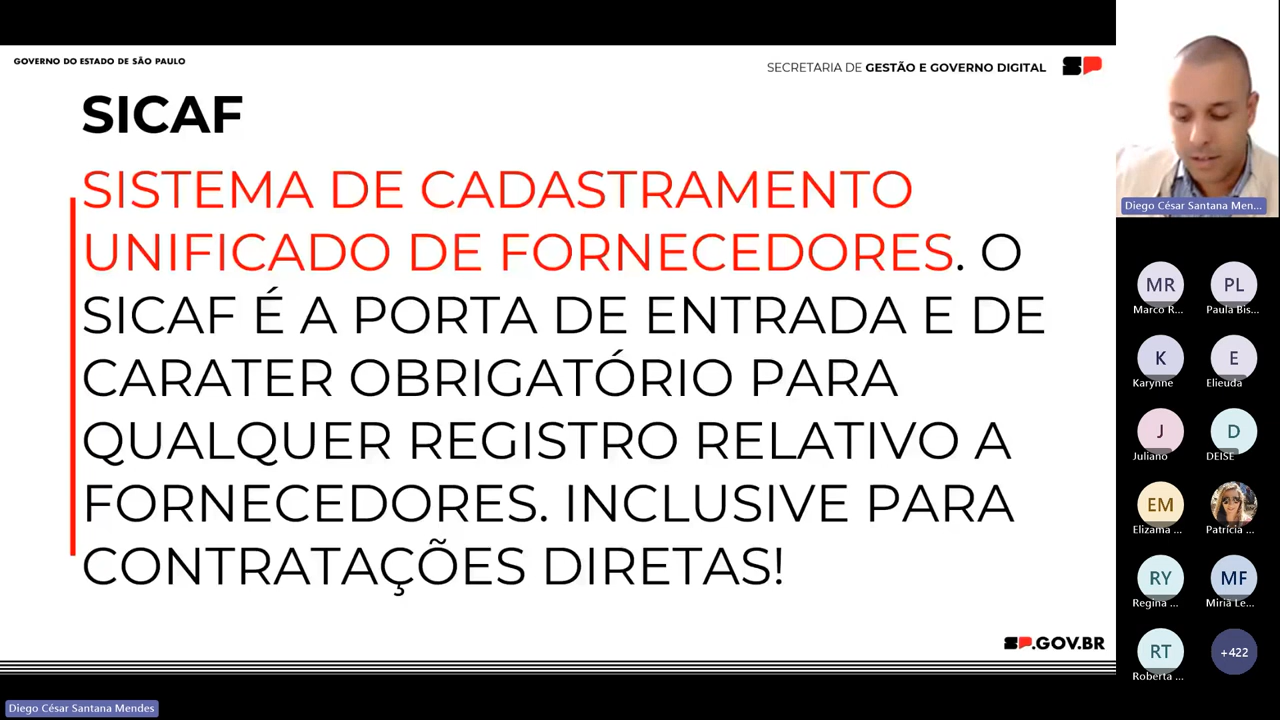 GOVERNO DO ESTADO DE SÃO PAULO
SECRETARIA DE GESTÃO E GOVERNO DIGITAL
SP
SICAF
SISTEMA DE CADASTRAMENTO
UNIFICADO DE FORNECEDORES. O
SICAF É A PORTA DE ENTRADA E DE
CARATER OBRIGATÓRIO PARA
QUALQUER REGISTRO RELATIVO A
FORNECEDORES. INCLUSIVE PARA
CONTRATAÇÕES DIRETAS!
SP.GOV.BR
Diego César Santana Mendes
Diego César Santana Men...
MR
PL
Marco R...
Paula Bis...
K
E
Karynne
Elieuda
J
D
Juliano
DEISE
EM
Elizama ...
Patrícia ...
RY
MF
Regina ...
Miriã Le...
RT
+422
Roberta ...